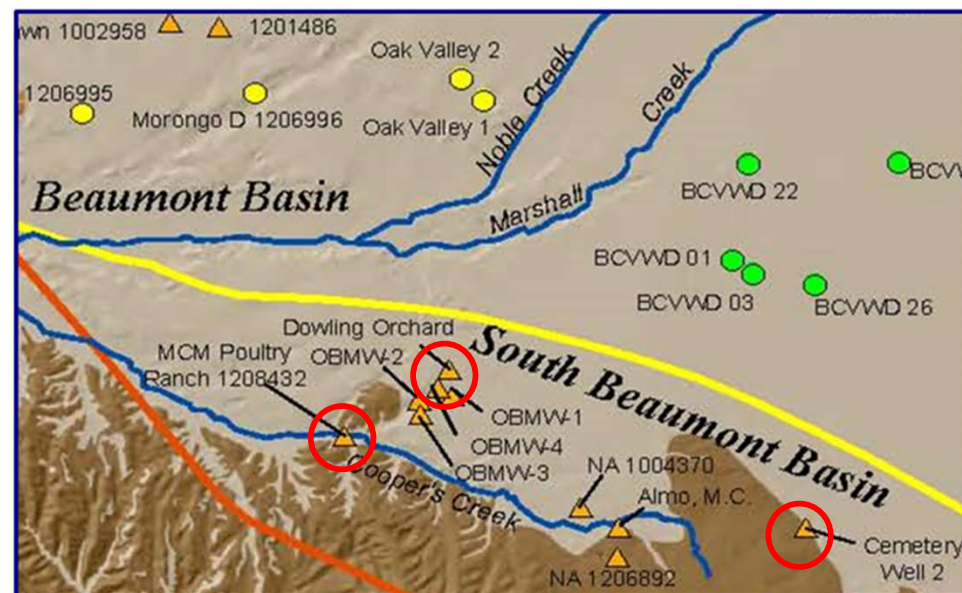 wn 1002958
1201486
Oak Valley 2
1206995
Morongo D 1206996
Oak Valley 1
Noble Creek
Marshall Creek
BCVWD 22
BCVW
Beaumont Basin
BCVWD 01
BCVWD 03
BCVWD 26
Dowling Orchard
MCM Poultry
Ranch 1208432
OBMW-2
South Beaumont Basin
OBMW-1
OBMW-4
OBMW-3
Cooper's Creek
NA 1004370
Almo, M.C.
NA 1206892
Cemetery
Well 2